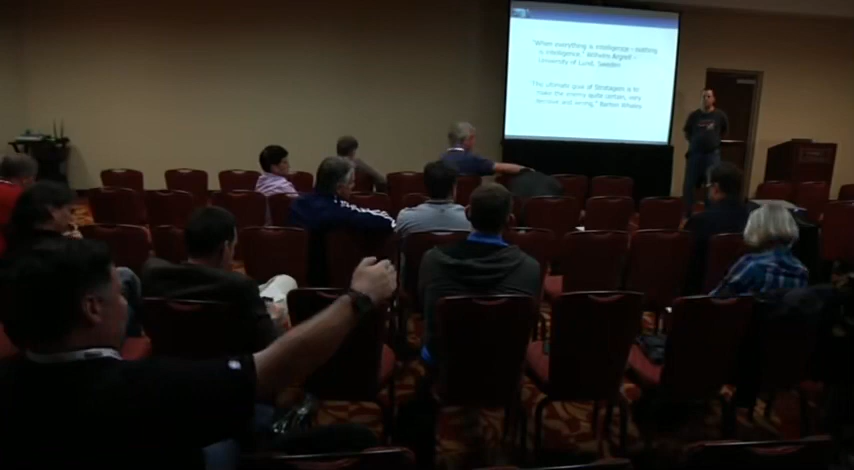 "When everything is intelligence – nothing
is intelligence." Wilhelm Agrell –
University of Lund, Sweden
"The ultimate goal of Stratagem is to
make the enemy quite certain, very
decisive and wrong." Barton Whaley